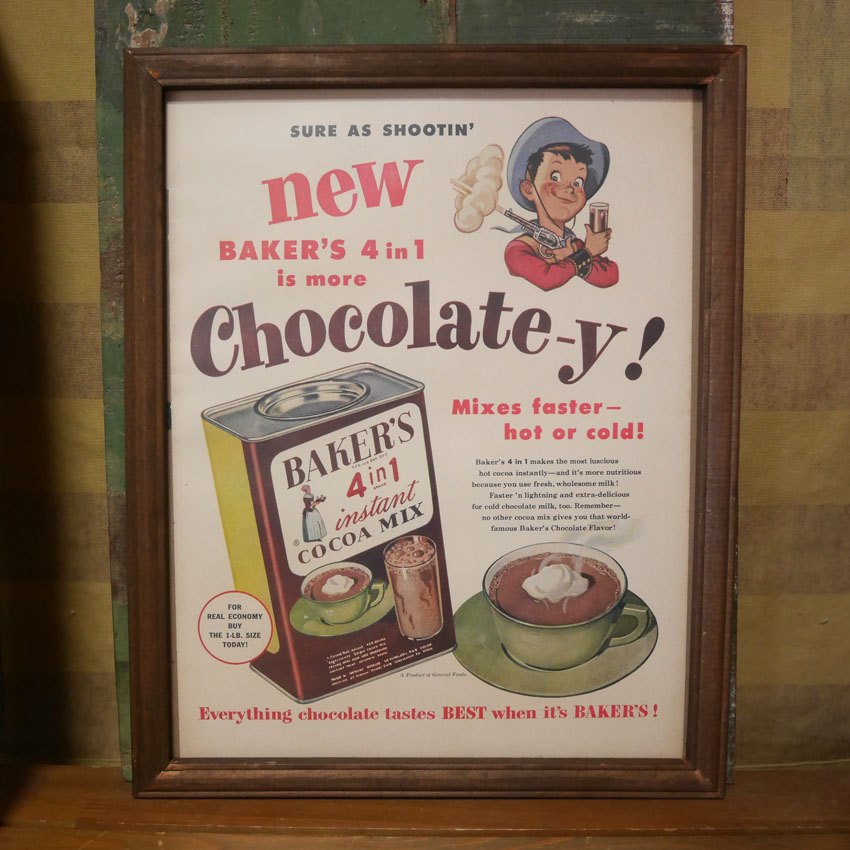 SURE AS SHOOTIN'
new
BAKER'S 4 in 1
is more
Chocolate-y!
Mixes faster—
hot or cold!
Baker's 4 in 1 makes the most luscious
hot cocoa instantly—and it's more nutritious
because you use fresh, wholesome milk!
Faster 'n lightning and extra-delicious
for cold chocolate milk, too. Remember—
no other cocoa mix gives you that world-
famous Baker's Chocolate Flavor!
BAKER'S
4 in 1
BRAND
instant
®
COCOA MIX
FOR
REAL ECONOMY
BUY
THE 1-LB. SIZE
TODAY!
A Product of General Foods
Everything chocolate tastes BEST when it's BAKER'S!